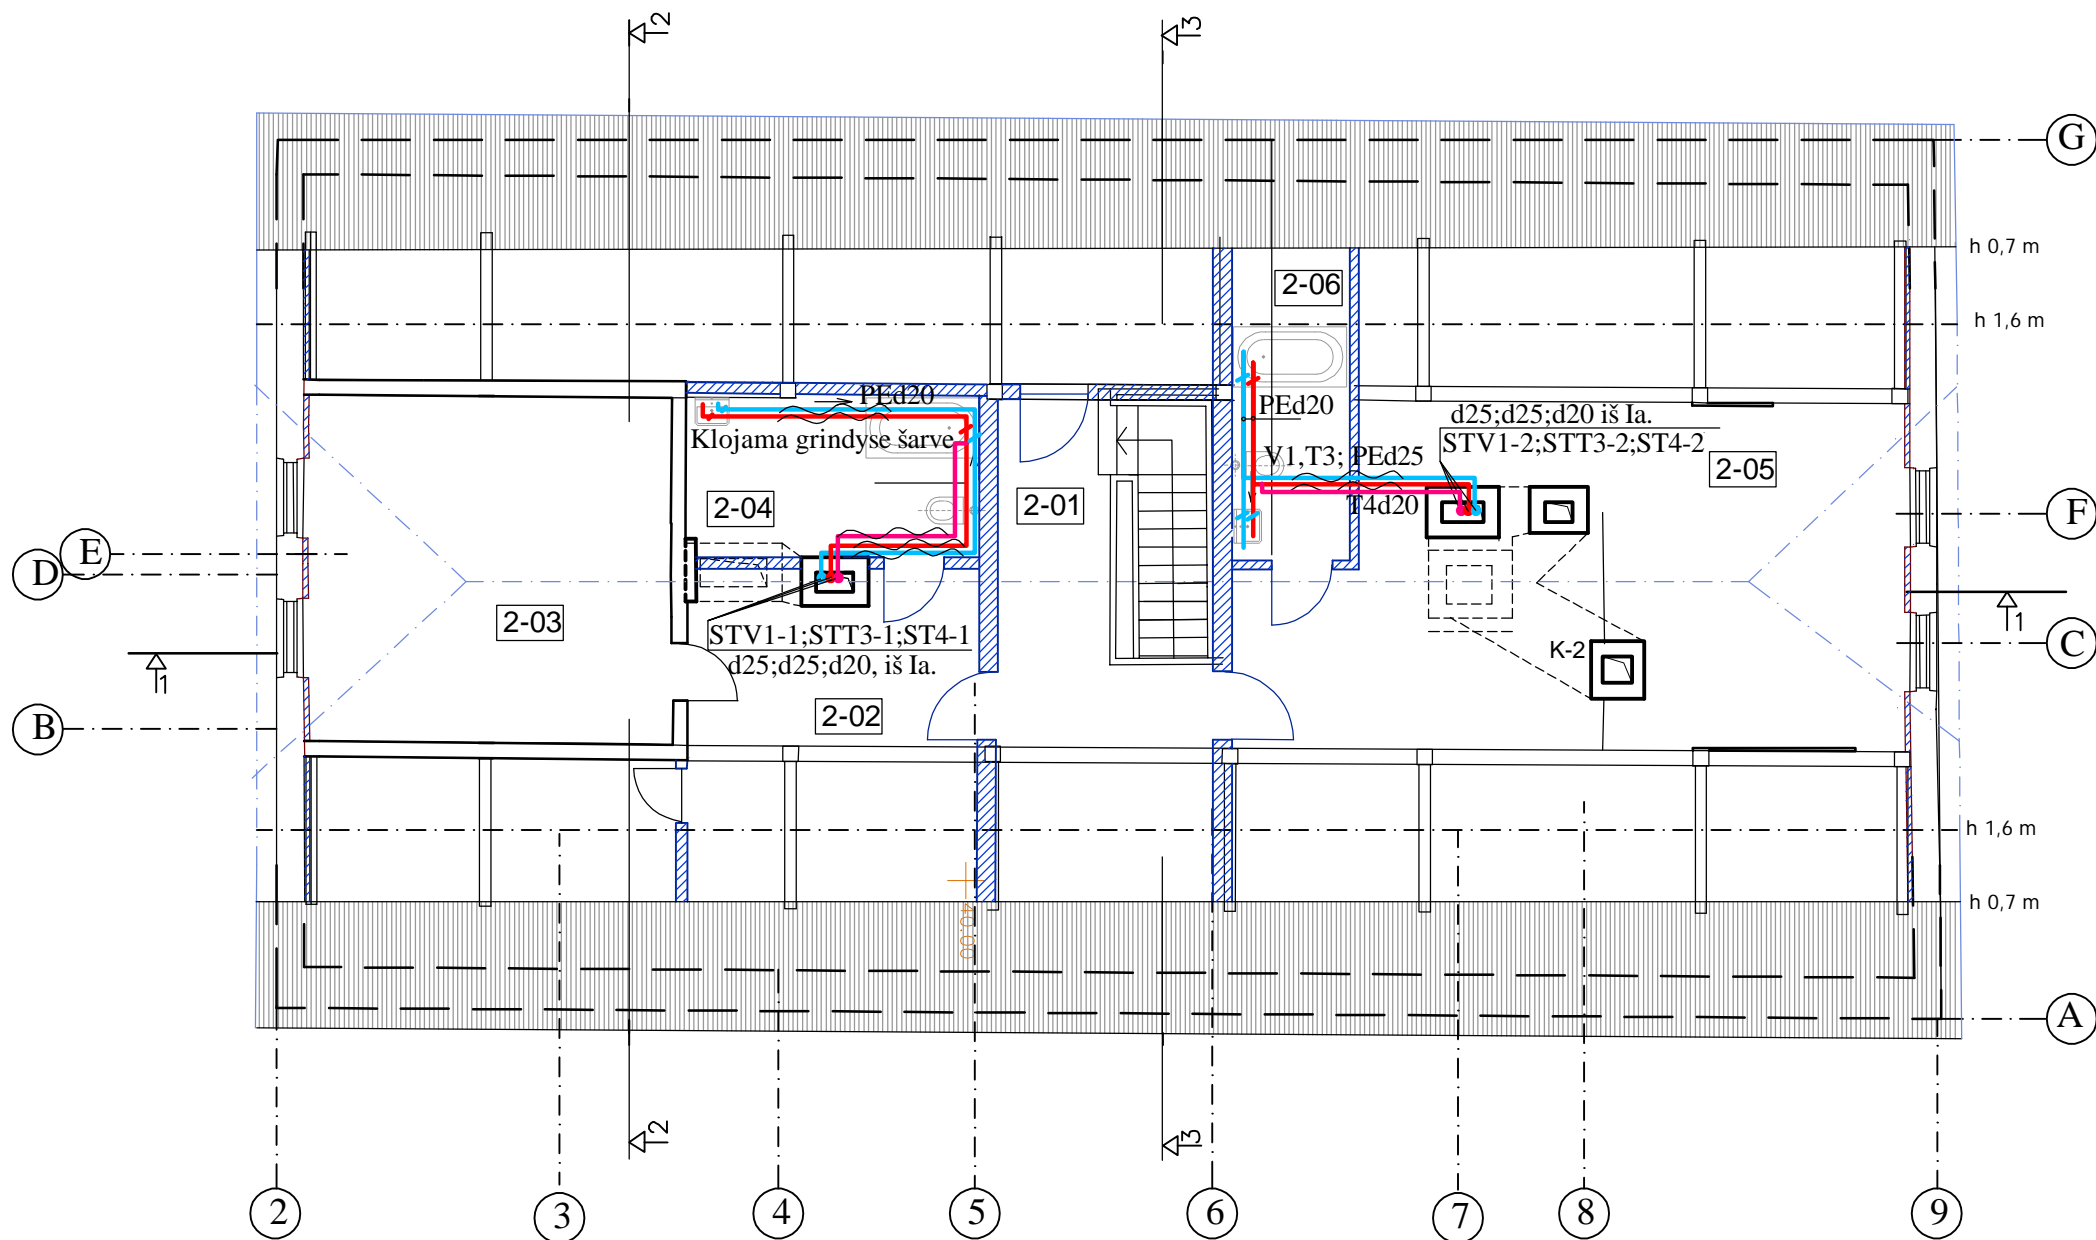 2
3
G
h 0,7 m
2-06
h 1,6 m
PEd20
PEd20
d25;d25;d20 iš Ia.
Klojama grindyse šarve
STV1-2;STT3-2;ST4-2
V1,T3; PEd25
2-05
2-04
2-01
T4d20
F
E
D
2-03
STV1-1;STT3-1;ST4-1
d25;d25;d20, iš Ia.
K-2
1
C
1
2-02
B
h 1,6 m
40.00
h 0,7 m
A
2
3
2
3
4
5
6
7
8
9